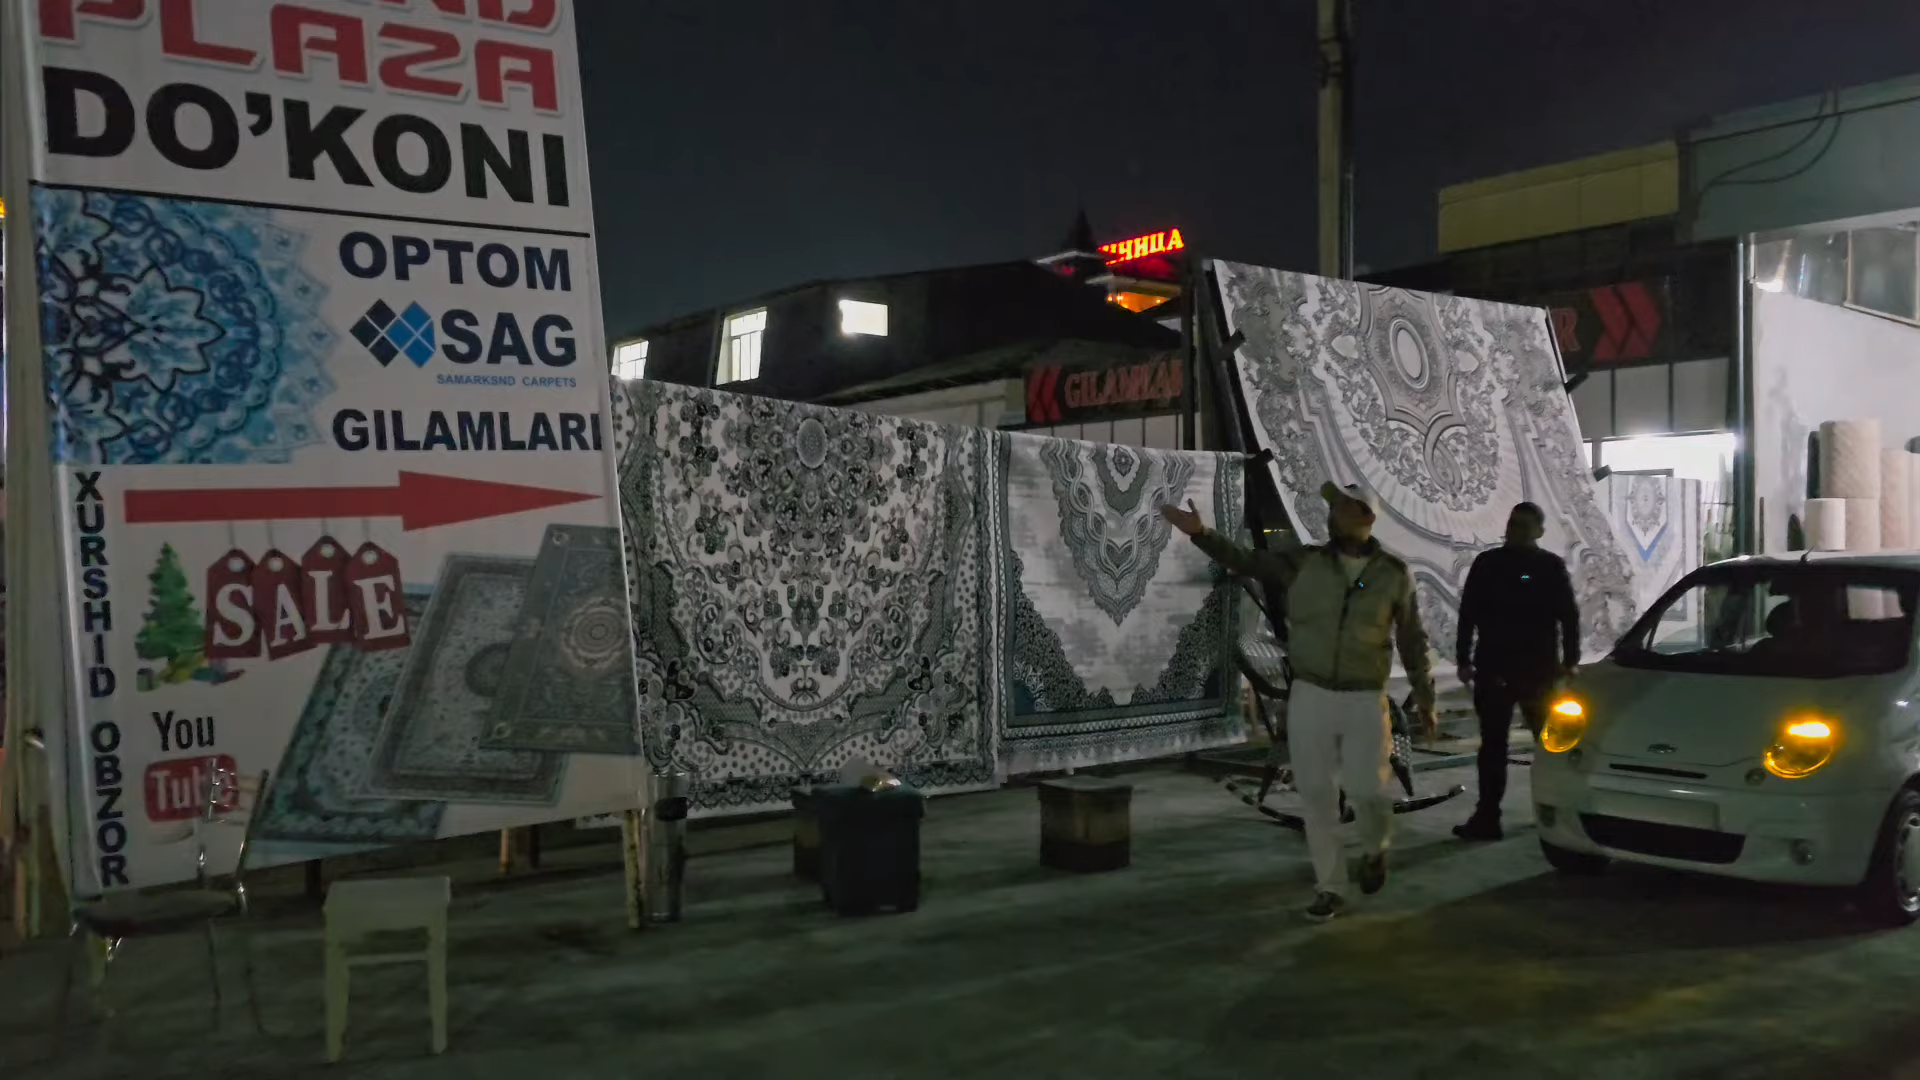 PLAZA
DO'KONI
OPTOM
SAG
SAMARKSND CARPETS
GILAMLARI
XURSHID OBZOR
SALE
You
Tube
GILAMLAR